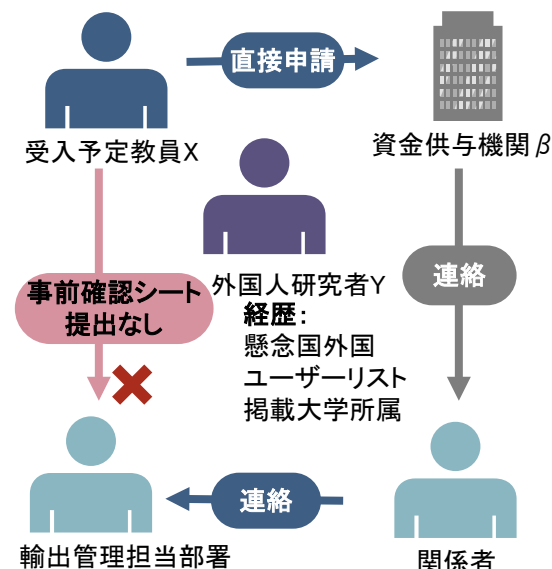 直接申請
受入予定教員X
資金供与機関β
事前確認シート
提出なし
外国人研究者Y
経歴：
懸念国外国
ユーザーリスト
掲載大学所属
連絡
連絡
輸出管理担当部署
関係者